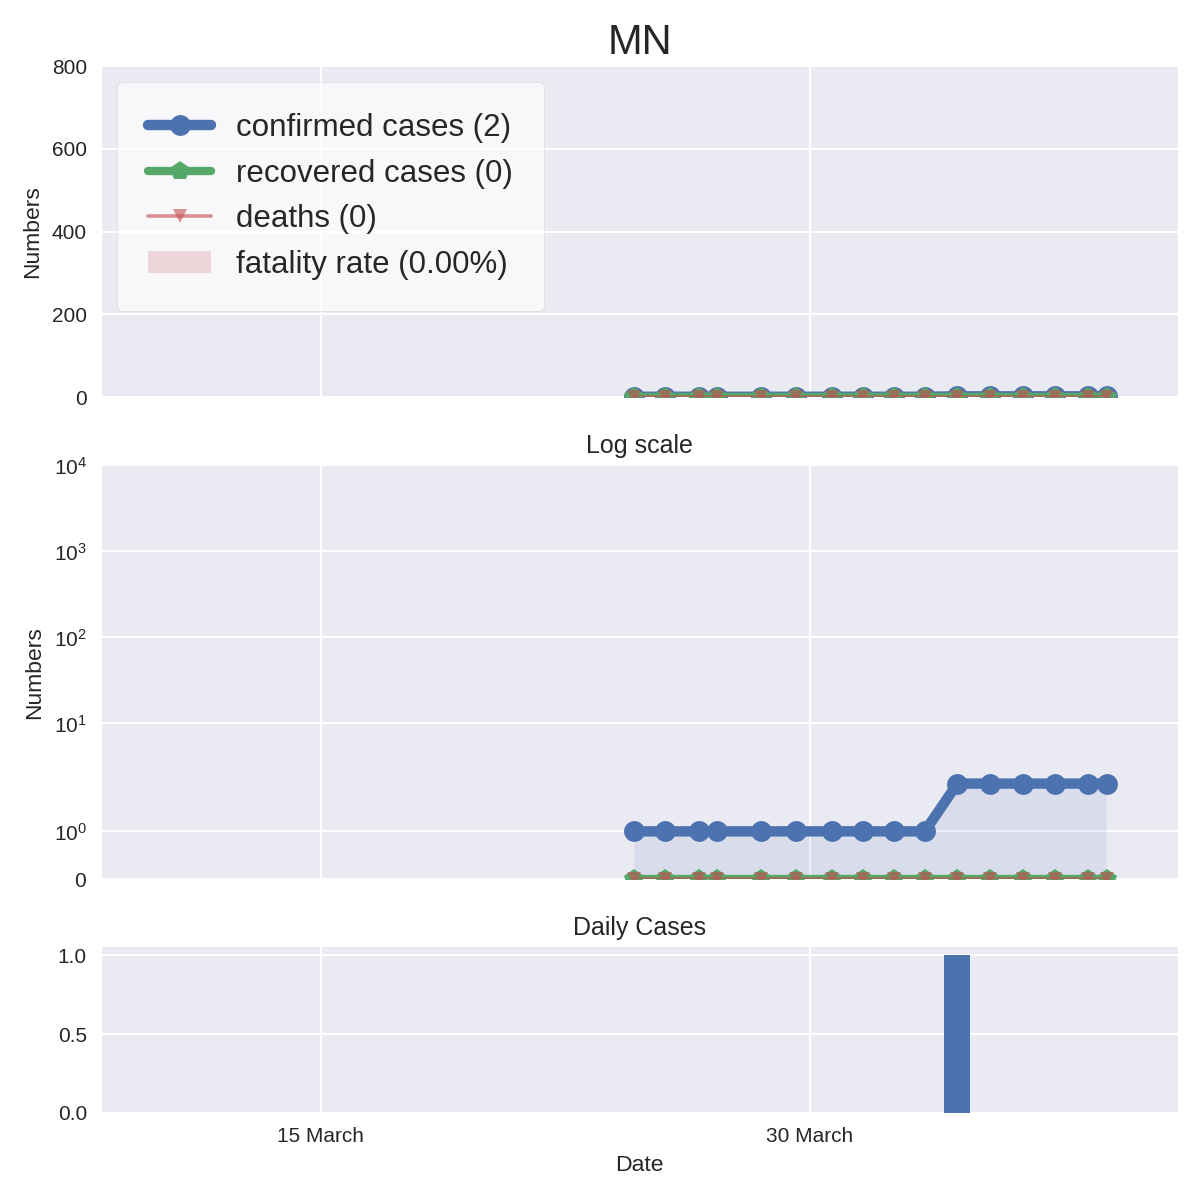 MN
800
600
400
200
0
Numbers
confirmed cases (2)
recovered cases (0)
deaths (0)
fatality rate (0.00%)
Log scale
10⁴
10³
10²
10¹
10⁰
0
Numbers
Daily Cases
1.0
0.5
0.0
15 March
30 March
Date